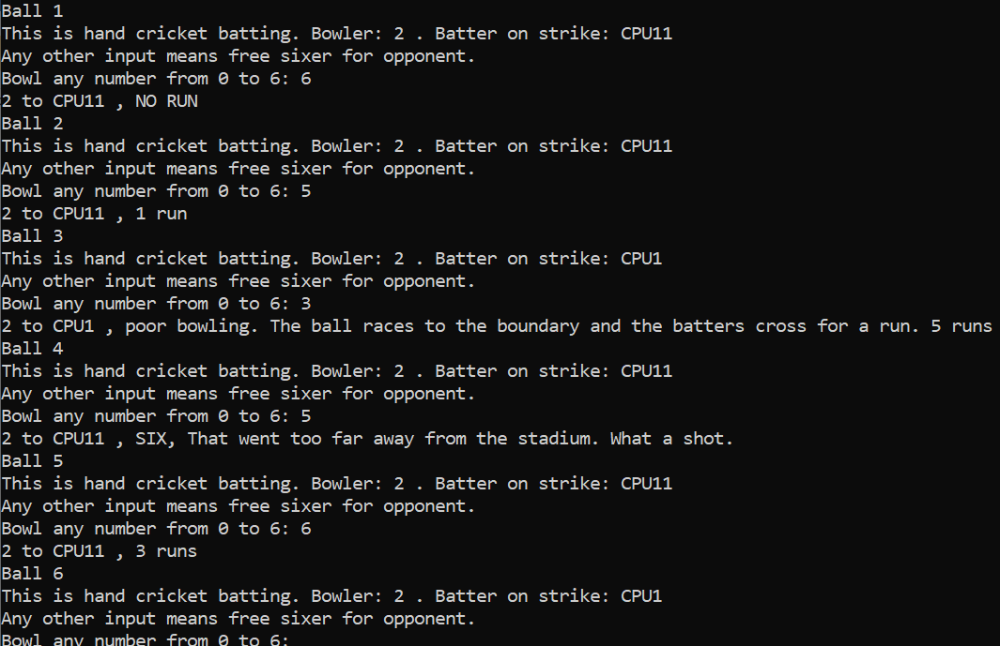 Ball 1
This is hand cricket batting. Bowler: 2 . Batter on strike: CPU11
Any other input means free sixer for opponent.
Bowl any number from 0 to 6: 6
2 to CPU11 , NO RUN
Ball 2
This is hand cricket batting. Bowler: 2 . Batter on strike: CPU11
Any other input means free sixer for opponent.
Bowl any number from 0 to 6: 5
2 to CPU11 , 1 run
Ball 3
This is hand cricket batting. Bowler: 2 . Batter on strike: CPU1
Any other input means free sixer for opponent.
Bowl any number from 0 to 6: 3
2 to CPU1 , poor bowling. The ball races to the boundary and the batters cross for a run. 5 runs
Ball 4
This is hand cricket batting. Bowler: 2 . Batter on strike: CPU11
Any other input means free sixer for opponent.
Bowl any number from 0 to 6: 5
2 to CPU11 , SIX, That went too far away from the stadium. What a shot.
Ball 5
This is hand cricket batting. Bowler: 2 . Batter on strike: CPU11
Any other input means free sixer for opponent.
Bowl any number from 0 to 6: 6
2 to CPU11 , 3 runs
Ball 6
This is hand cricket batting. Bowler: 2 . Batter on strike: CPU1
Any other input means free sixer for opponent.
Bowl any number from 0 to 6: